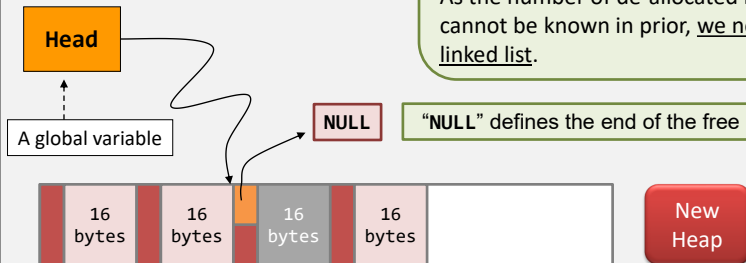 As the number of de-allocated
cannot be known in prior, we
linked list.
Head
A global variable
NULL
“NULL” defines the end of the free
16
bytes
16
bytes
16
bytes
16
bytes
New
Heap